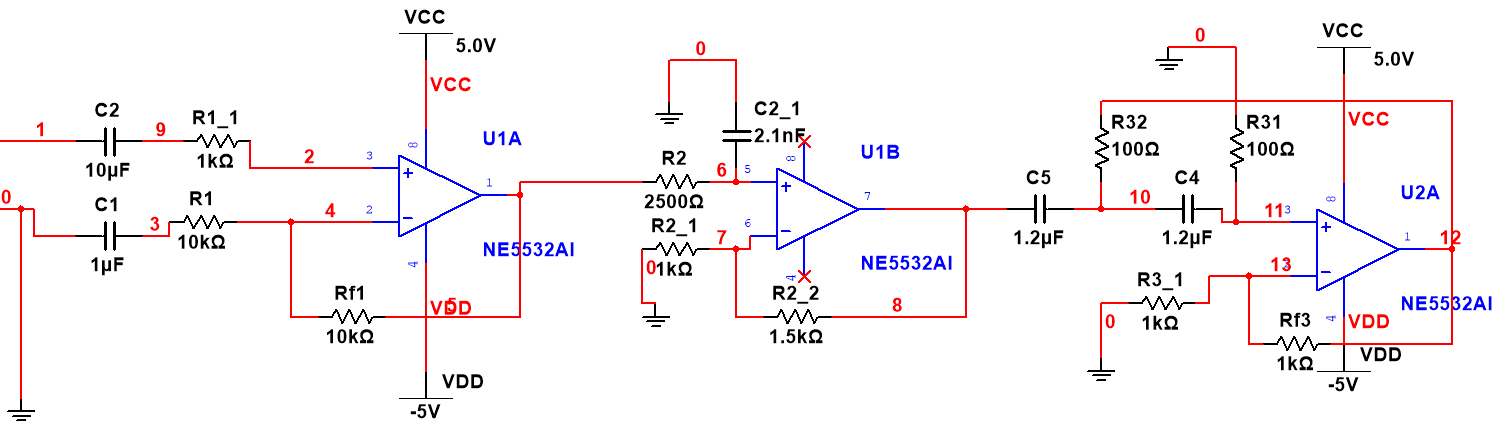 VCC
5.0V
VCC
C2
1
9
10µF
R1_1
1kΩ
2
3
8
U1A
1
0
C1
3
1µF
R1
10kΩ
4
2
4
NE5532AI
Rf1
10kΩ
VDD
5
VDD
-5V
0
C2_1
2.1nF
R2
2500Ω
6
5
8
U1B
7
R2_1
1kΩ
0
7
6
4
NE5532AI
R2_2
1.5kΩ
8
C5
1.2µF
10
C4
1.2µF
R32
100Ω
0
R31
100Ω
VCC
5.0V
VCC
11
3
8
U2A
1
12
R3_1
1kΩ
0
13
2
4
NE5532AI
Rf3
1kΩ
VDD
VDD
-5V